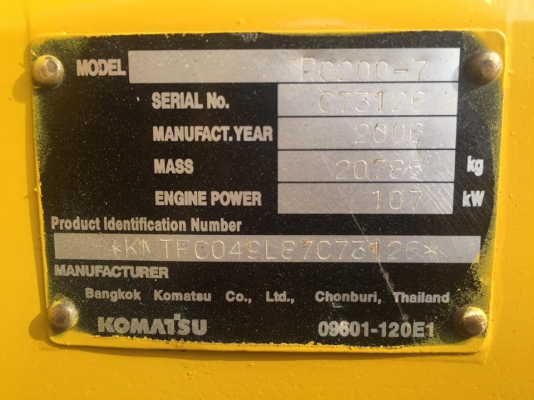 MODEL PC200-7
SERIAL No. C73126
MANUFACT.YEAR 2006
MASS 20785 kg
ENGINE POWER 107 kW
Product Identification Number
MANUFACTURER
Bangkok Komatsu Co., Ltd., Chonburi, Thailand
KOMATSU 09601-120E1